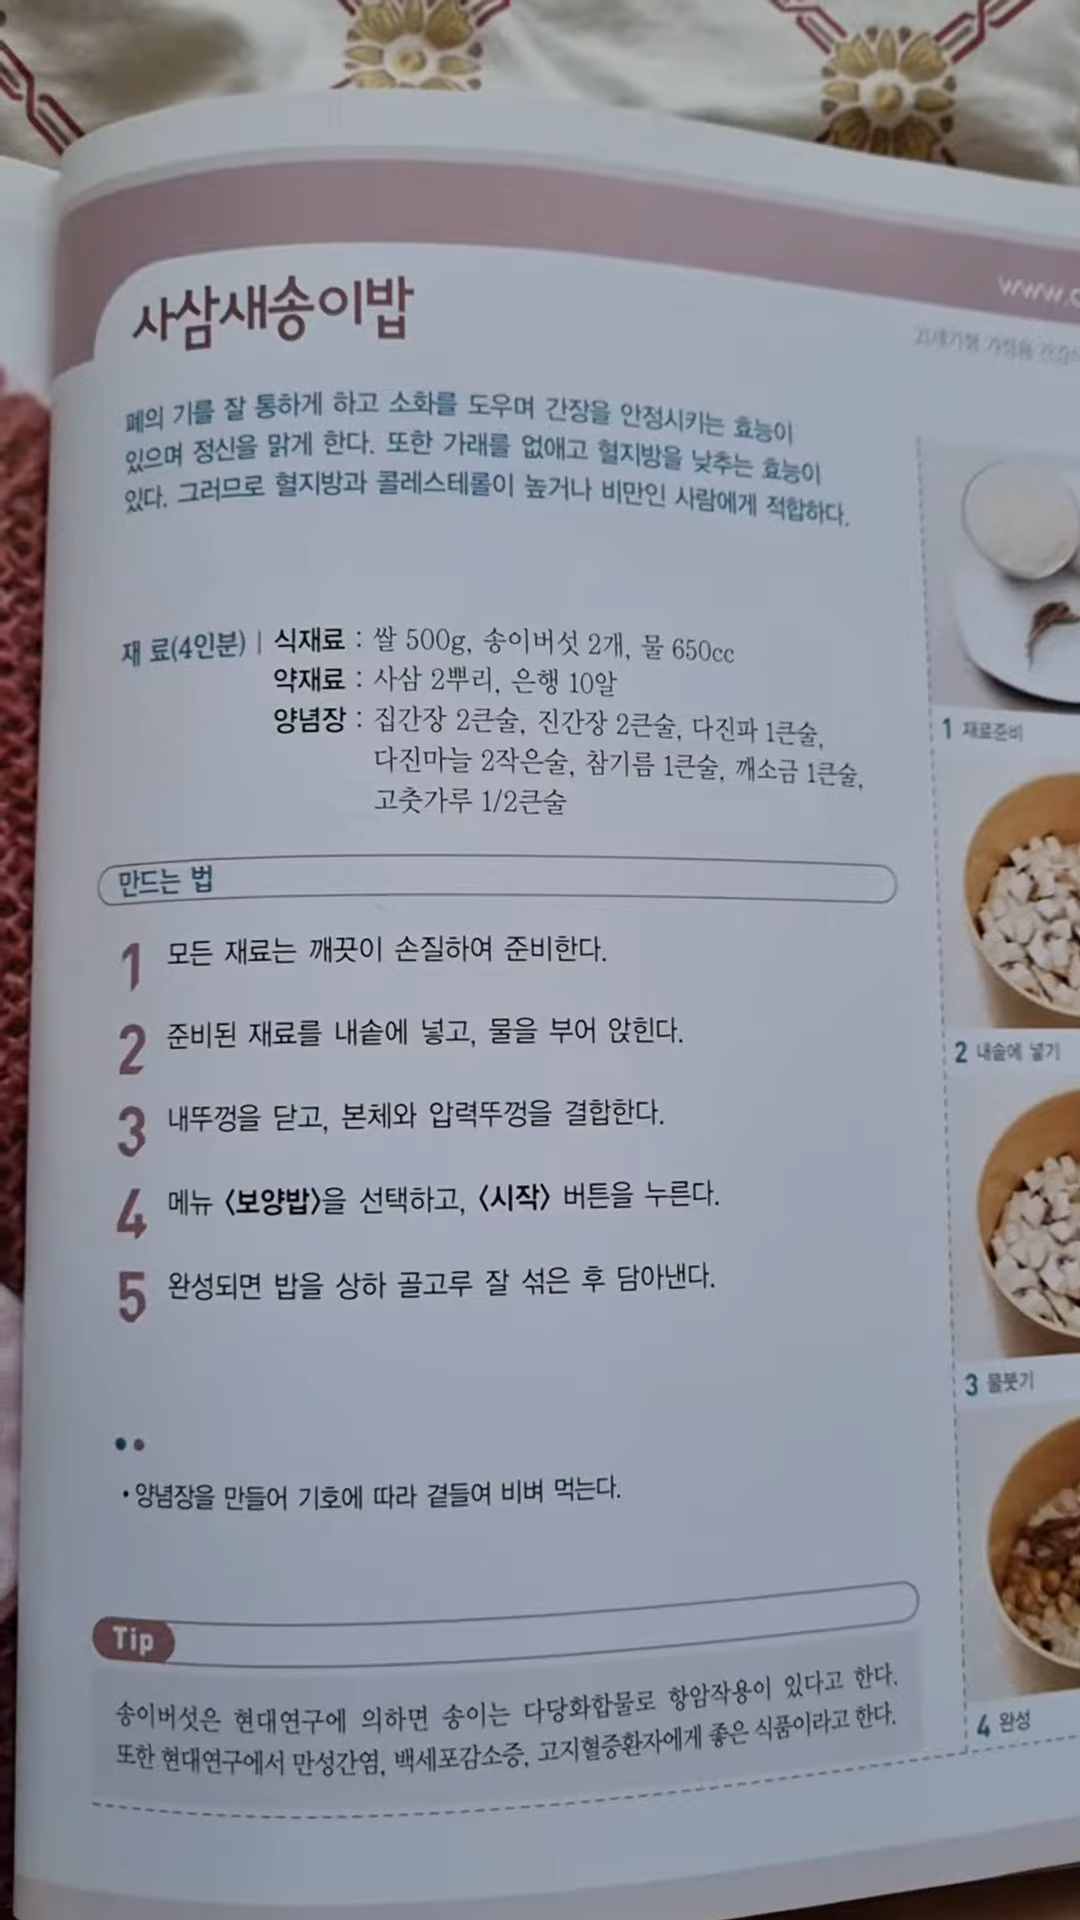 사삼새송이밥
www.
21세기형 가정용
폐의 기를 잘 통하게 하고 소화를 도우며 간장을 안정시키는 효능이
있으며 정신을 맑게 한다. 또한 가래를 없애고 혈지방을 낮추는 효능이
있다. 그러므로 혈지방과 콜레스테롤이 높거나 비만인 사람에게 적합하다.
재 료(4인분) | 식재료 : 쌀 500g, 송이버섯 2개, 물 650cc
약재료 : 사삼 2뿌리, 은행 10알
양념장 : 집간장 2큰술, 진간장 2큰술, 다진파 1큰술,
다진마늘 2작은술, 참기름 1큰술, 깨소금 1큰술,
고춧가루 1/2큰술
만드는 법
1 모든 재료는 깨끗이 손질하여 준비한다.
2 준비된 재료를 내솥에 넣고, 물을 부어 앉힌다.
3 내뚜껑을 닫고, 본체와 압력뚜껑을 결합한다.
4 메뉴 <보양밥>을 선택하고, <시작> 버튼을 누른다.
5 완성되면 밥을 상하 골고루 잘 섞은 후 담아낸다.
• 양념장을 만들어 기호에 따라 곁들여 비벼 먹는다.
Tip
송이버섯은 현대연구에 의하면 송이는 다당화합물로 항암작용이 있다고 한다.
또한 현대연구에서 만성간염, 백세포감소증, 고지혈증환자에게 좋은 식품이라고 한다.
1 재료준비
2 내솥에 넣기
3 물붓기
4 완성